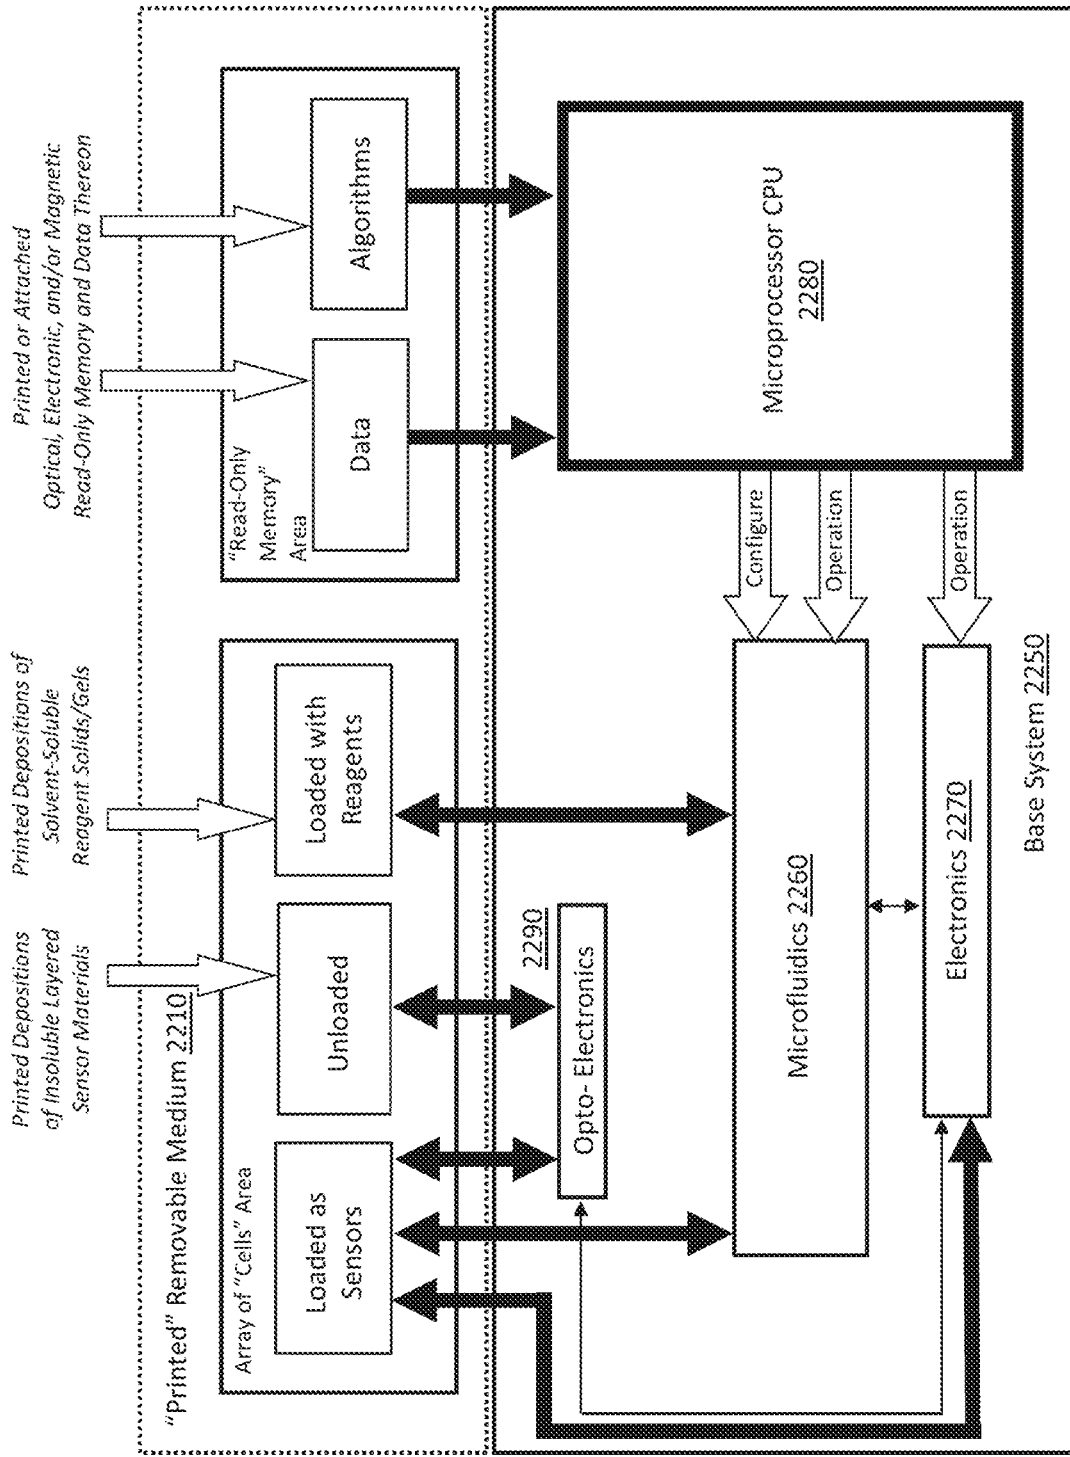 Printed Depositions
of Insoluble Layered
Sensor Materials
Printed Depositions of
Solvent-Soluble
Reagent Solids/Gels
Printed or Attached
Optical, Electronic, and/or Magnetic
Read-Only Memory and Data Thereon
“Printed” Removable Medium 2210
Array of “Cells” Area
Loaded as
Sensors
Unloaded
Loaded with
Reagents
“Read-Only
Memory”
Area
Data
Algorithms
Opto- Electronics
2290
Microfluidics 2260
Electronics 2270
Configure
Operation
Operation
Microprocessor CPU
2280
Base System 2250